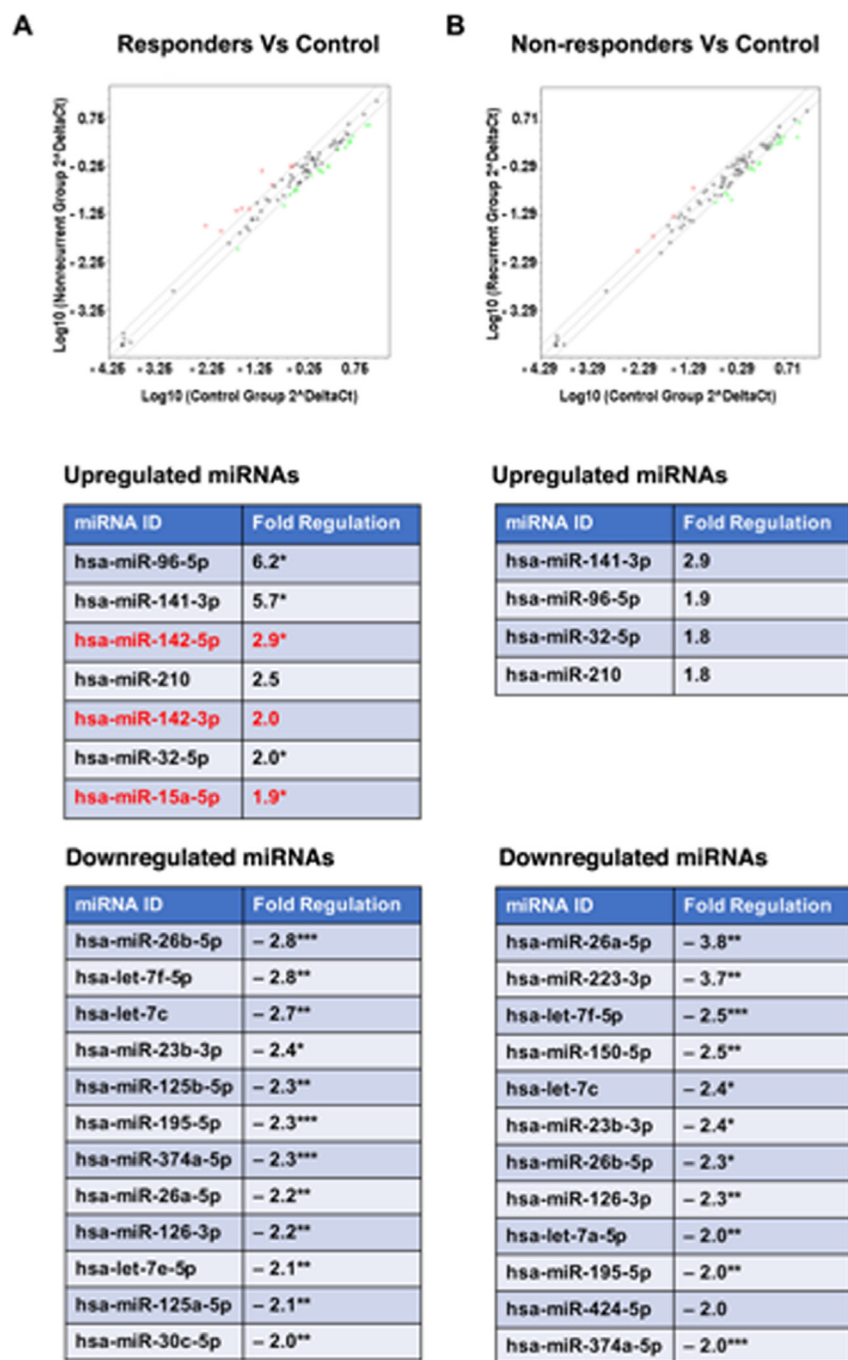 A
Responders Vs Control
Log10 (Nonrecurrent Group 2^DeltaCt)
0.75
- 0.25
- 1.25
- 2.25
- 3.25
- 4.25 - 3.25 - 2.25 - 1.25 - 0.25 0.75
Log10 (Control Group 2^DeltaCt)
B
Non-responders Vs Control
Log10 (Recurrent Group 2^DeltaCt)
0.71
- 0.29
- 1.29
- 2.29
- 3.29
- 4.29 - 3.29 - 2.29 - 1.29 - 0.29 0.71
Log10 (Control Group 2^DeltaCt)
Upregulated miRNAs
miRNA ID Fold Regulation
hsa-miR-96-5p 6.2*
hsa-miR-141-3p 5.7*
hsa-miR-142-5p 2.9*
hsa-miR-210 2.5
hsa-miR-142-3p 2.0
hsa-miR-32-5p 2.0*
hsa-miR-15a-5p 1.9*
Upregulated miRNAs
miRNA ID Fold Regulation
hsa-miR-141-3p 2.9
hsa-miR-96-5p 1.9
hsa-miR-32-5p 1.8
hsa-miR-210 1.8
Downregulated miRNAs
miRNA ID Fold Regulation
hsa-miR-26b-5p – 2.8***
hsa-let-7f-5p – 2.8**
hsa-let-7c – 2.7**
hsa-miR-23b-3p – 2.4*
hsa-miR-125b-5p – 2.3**
hsa-miR-195-5p – 2.3***
hsa-miR-374a-5p – 2.3***
hsa-miR-26a-5p – 2.2**
hsa-miR-126-3p – 2.2**
hsa-let-7e-5p – 2.1**
hsa-miR-125a-5p – 2.1**
hsa-miR-30c-5p – 2.0**
Downregulated miRNAs
miRNA ID Fold Regulation
hsa-miR-26a-5p – 3.8**
hsa-miR-223-3p – 3.7**
hsa-let-7f-5p – 2.5***
hsa-miR-150-5p – 2.5**
hsa-let-7c – 2.4*
hsa-miR-23b-3p – 2.4*
hsa-miR-26b-5p – 2.3*
hsa-miR-126-3p – 2.3**
hsa-let-7a-5p – 2.0**
hsa-miR-195-5p – 2.0**
hsa-miR-424-5p – 2.0
hsa-miR-374a-5p – 2.0***